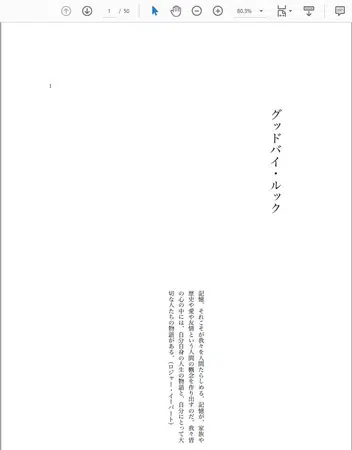 1 / 50
80.3%
1
グッドバイ・ルック
記憶。それこそが我々を人間たらしめる。記憶が、家族や
歴史や愛や友情という人間の概念を作り出すのだ。我々皆
の心の中には、自分自身の人生の物語と、自分にとって大
切な人たちの物語がある。（ロジャー・イーバート）